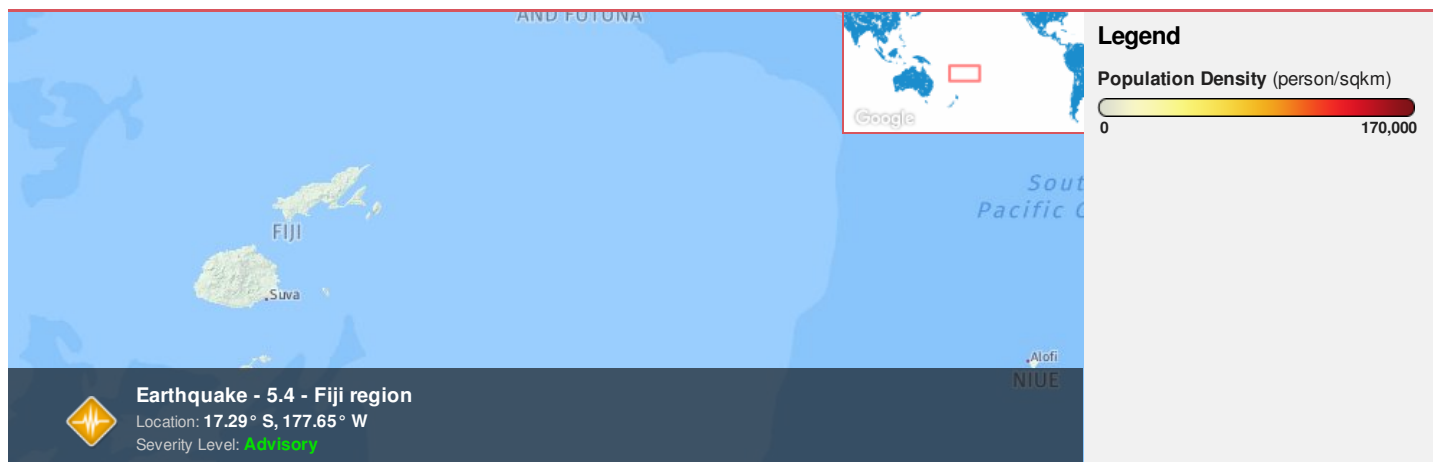 AND FUTUNA
Google
Legend
Population Density (person/sqkm)
0 170,000
Sout
Pacific
FIJI
Suva
Alofi
NIUE
Earthquake - 5.4 - Fiji region
Location: 17.29° S, 177.65° W
Severity Level: Advisory